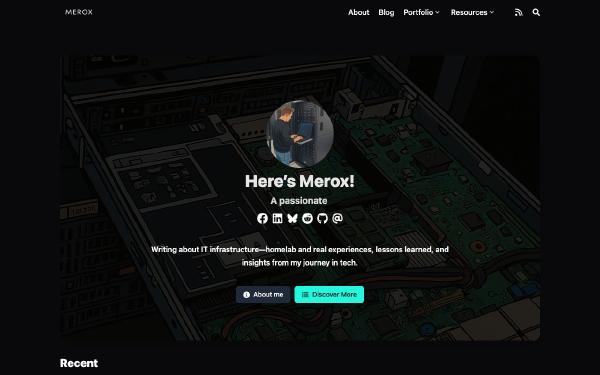 MEROX
About
Blog
Portfolio
Resources
Here's Merox!
A passionate
Writing about IT infrastructure—homelab and real experiences, lessons learned, and
insights from my journey in tech.
About me
Discover More
Recent